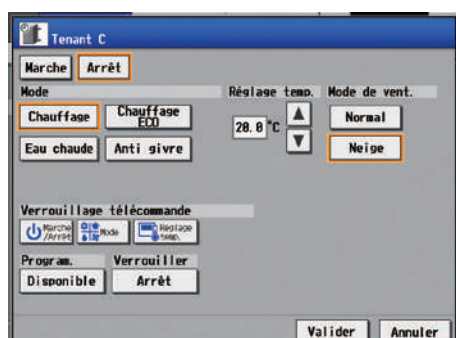 Tenant C
Marche Arrêt
Mode Réglage temp. Mode de vent.
Chauffage Chauffage ECO 20.0 °C Normal
Eau chaude Anti givre Neige
Verrouillage télécommande
Marche /Arrêt Mode Réglage temp.
Program. Verrouiller
Disponible Arrêt
Valider Annuler